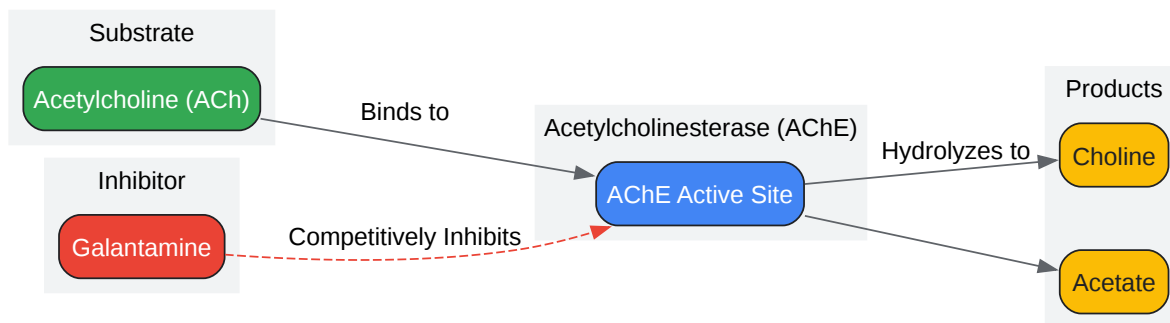 Substrate
Acetylcholine (ACh)
Binds to
Inhibitor
Galantamine
Competitively Inhibits
Acetylcholinesterase (AChE)
AChE Active Site
Hydrolyzes to
Products
Choline
Acetate